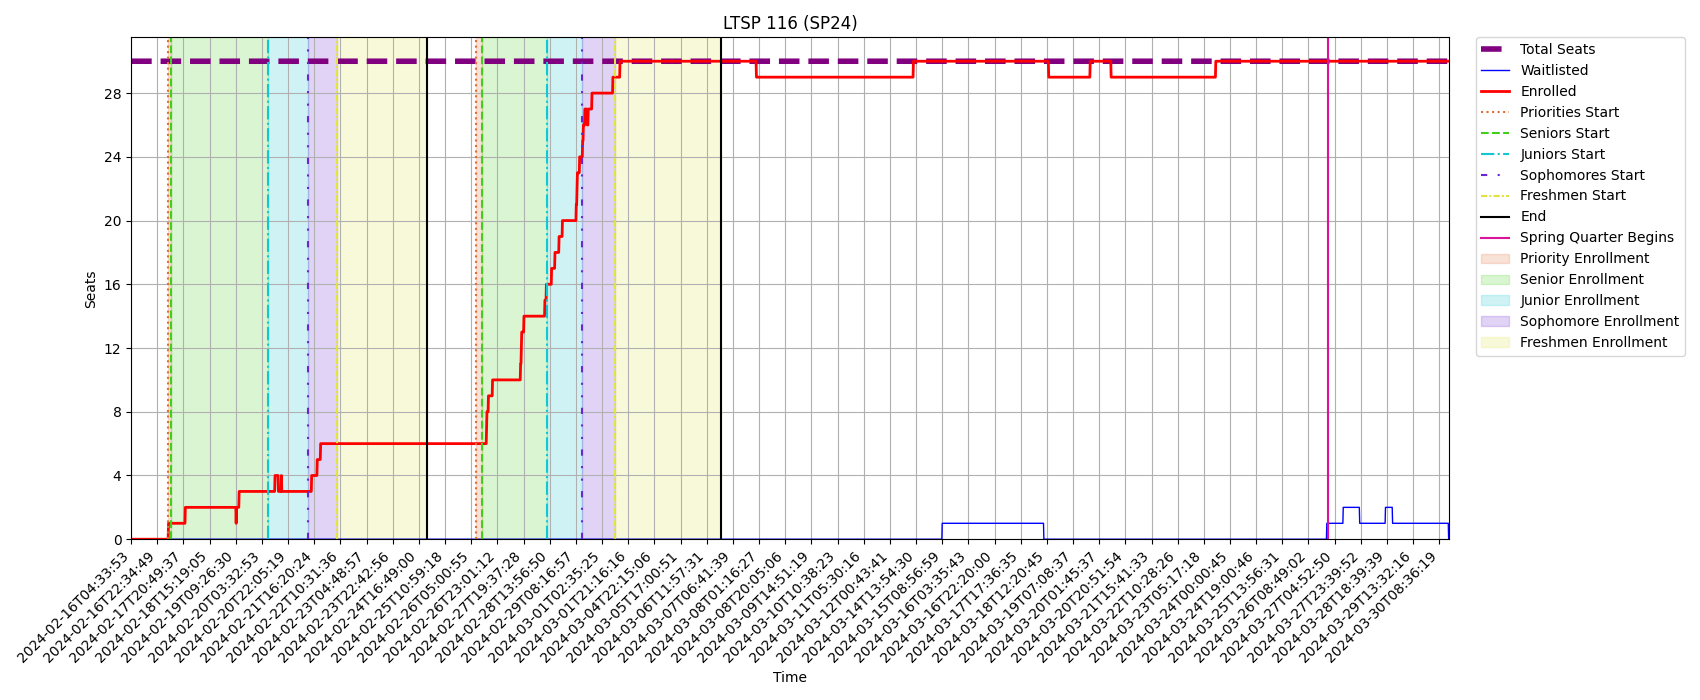 LTSP 116 (SP24)
Seats
28
24
20
16
12
8
4
0
2024-02-16T04:33:53
2024-02-16T22:34:49
2024-02-17T20:49:37
2024-02-18T15:19:05
2024-02-19T09:26:30
2024-02-20T03:32:53
2024-02-20T22:05:19
2024-02-21T16:20:24
2024-02-22T10:31:36
2024-02-23T04:48:57
2024-02-23T22:42:56
2024-02-24T16:49:00
2024-02-25T10:59:18
2024-02-26T05:00:55
2024-02-26T23:01:12
2024-02-27T19:37:28
2024-02-28T13:56:50
2024-02-29T08:16:57
2024-03-01T02:35:25
2024-03-01T21:16:16
2024-03-04T22:15:06
2024-03-05T17:00:51
2024-03-06T11:57:31
2024-03-07T06:41:39
2024-03-08T01:16:27
2024-03-08T20:05:06
2024-03-09T14:51:19
2024-03-10T10:38:23
2024-03-11T05:30:16
2024-03-12T00:43:41
2024-03-14T13:54:30
2024-03-15T08:56:59
2024-03-16T03:35:43
2024-03-16T22:20:00
2024-03-17T17:36:35
2024-03-18T12:20:45
2024-03-19T07:08:37
2024-03-20T01:45:37
2024-03-20T20:51:54
2024-03-21T15:41:33
2024-03-22T10:28:26
2024-03-23T05:17:18
2024-03-24T00:00:45
2024-03-24T19:00:46
2024-03-25T13:56:31
2024-03-26T08:49:02
2024-03-27T04:52:50
2024-03-27T23:39:52
2024-03-28T18:39:39
2024-03-29T13:32:16
2024-03-30T08:36:19
Time
Total Seats
Waitlisted
Enrolled
Priorities Start
Seniors Start
Juniors Start
Sophomores Start
Freshmen Start
End
Spring Quarter Begins
Priority Enrollment
Senior Enrollment
Junior Enrollment
Sophomore Enrollment
Freshmen Enrollment